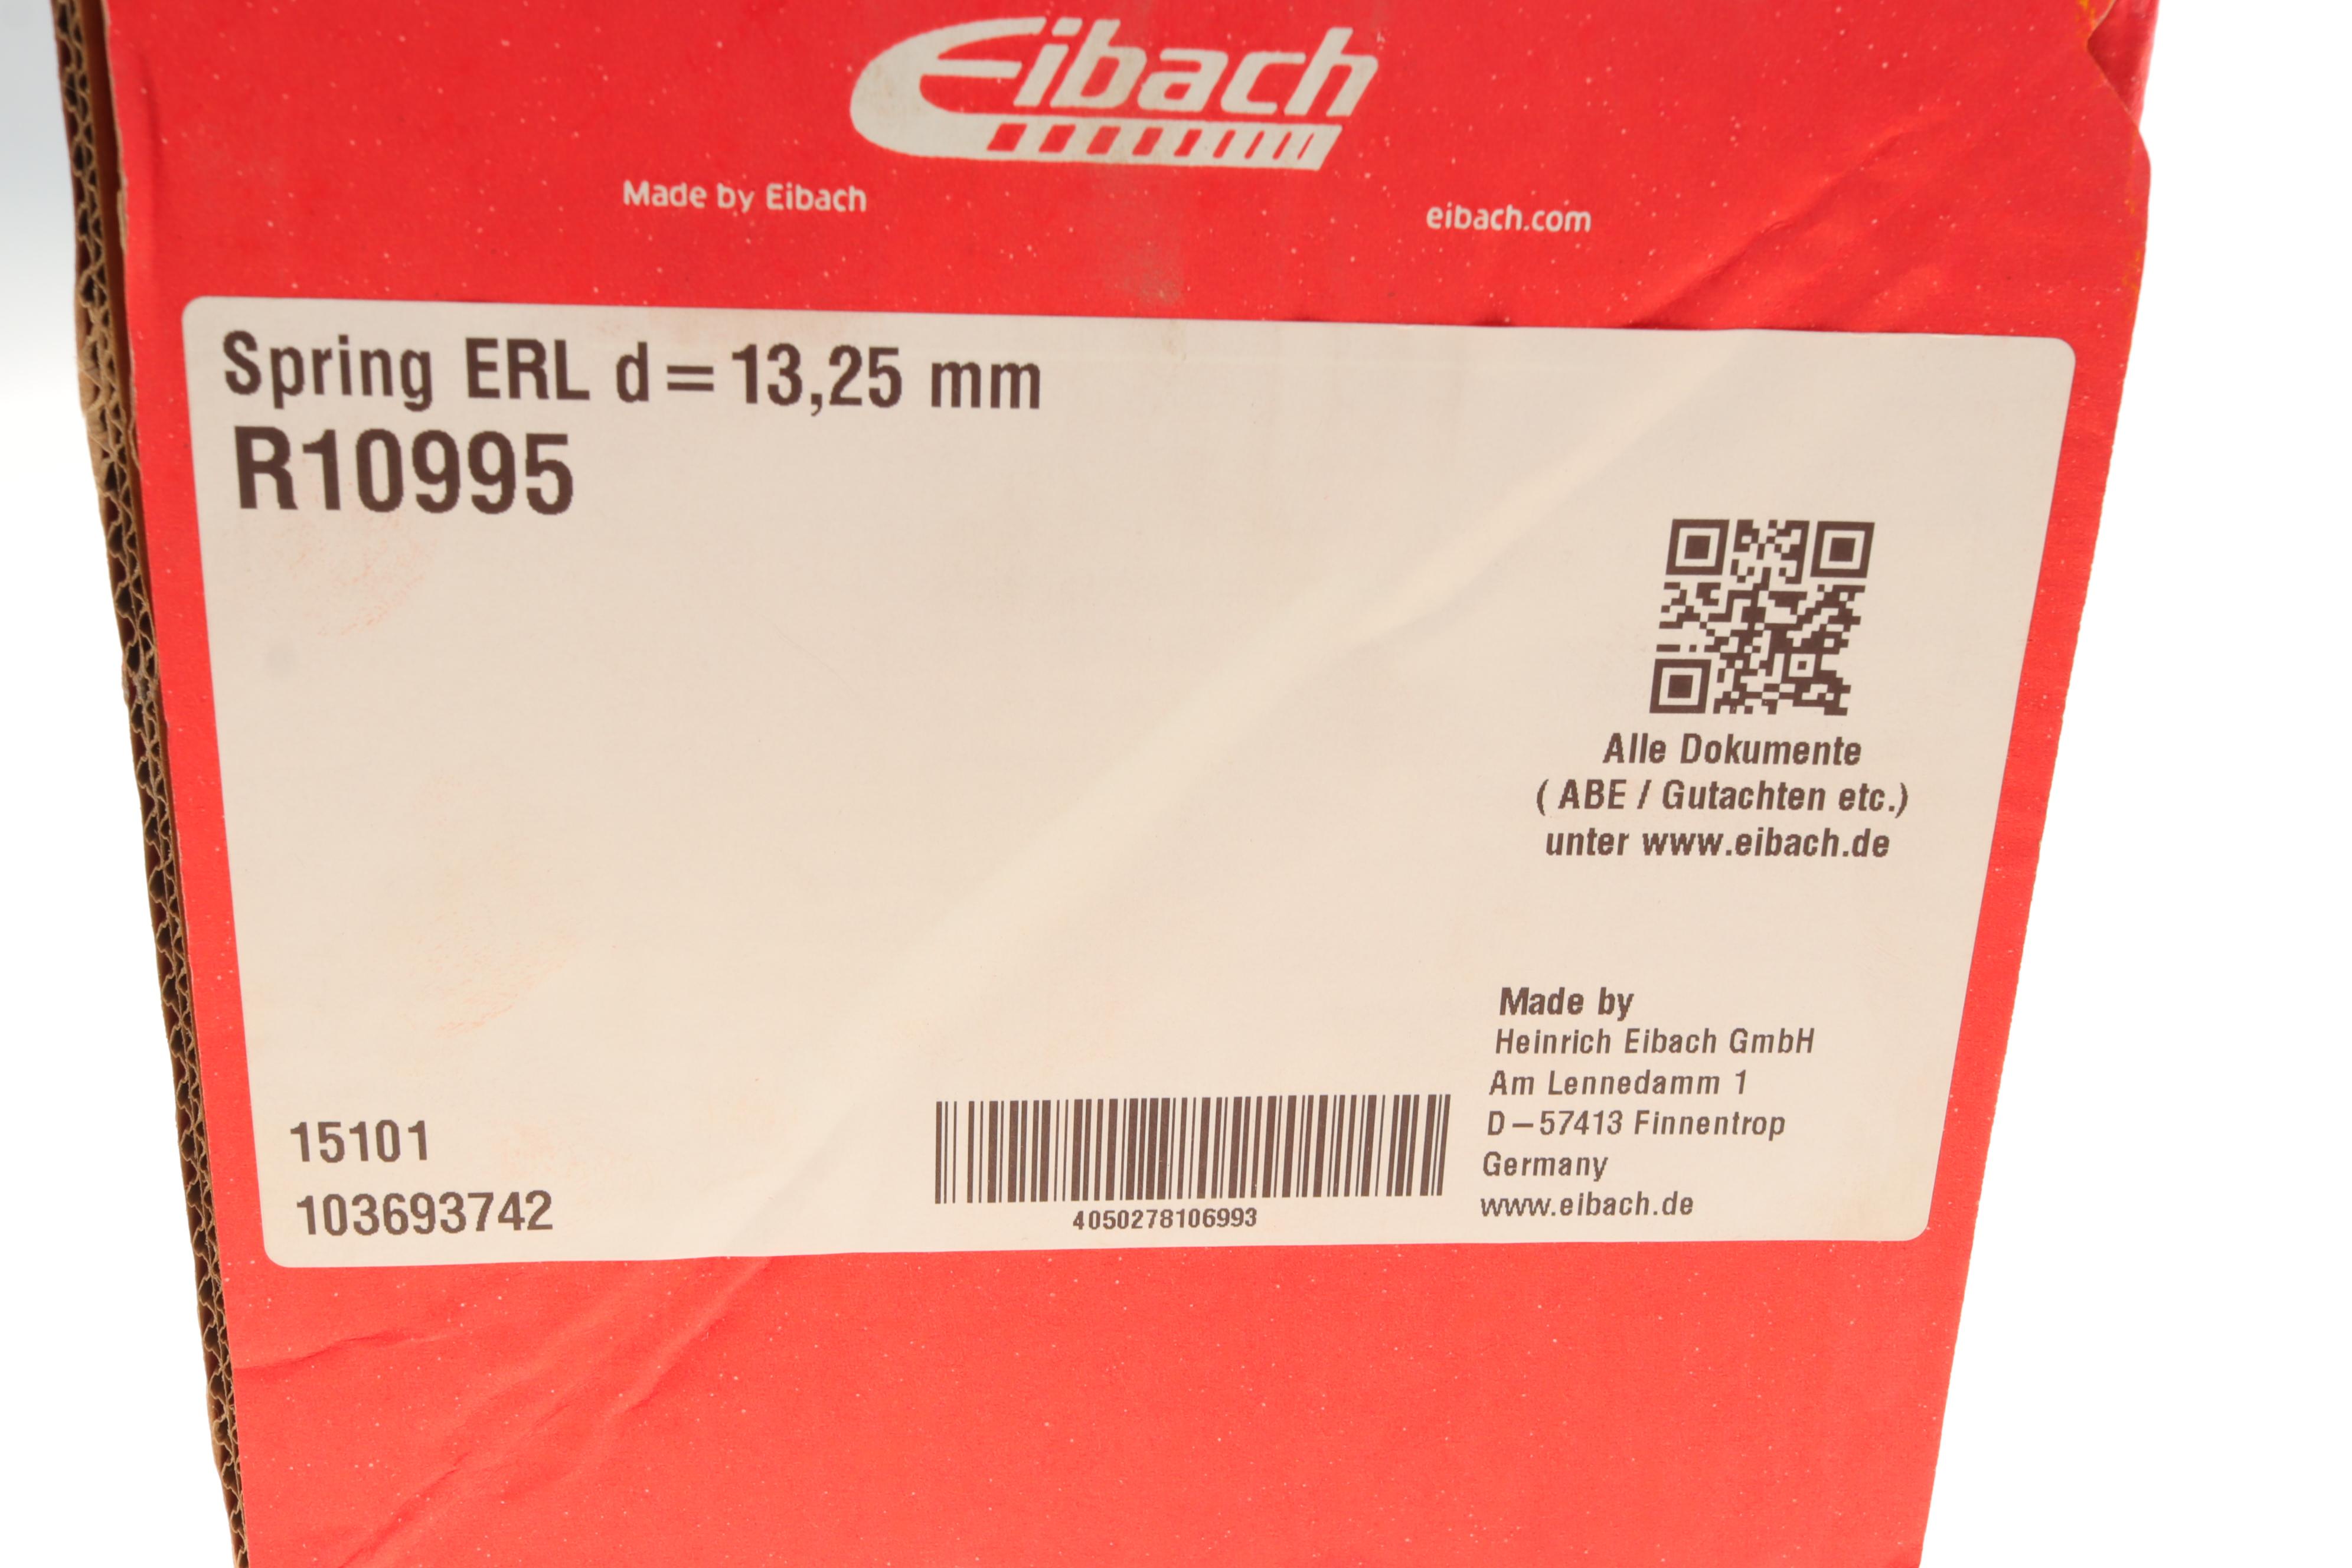 Eibach
Made by Eibach
eibach.com
Spring ERL d=13,25 mm
R10995
Alle Dokumente
( ABE / Gutachten etc.)
unter www.eibach.de
Made by
Heinrich Eibach GmbH
Am Lennedamm 1
D–57413 Finnentrop
Germany
www.eibach.de
15101
103693742
4050278106993